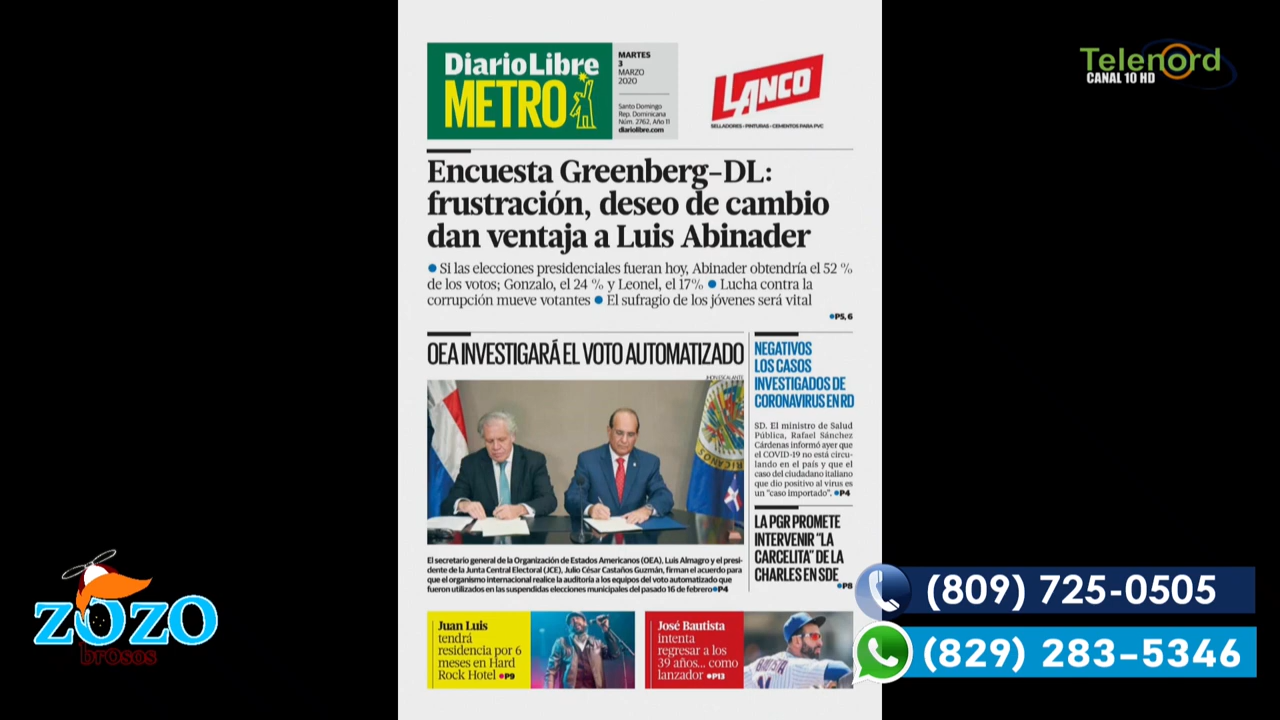 DiarioLibre
METRO
MARTES
3
MARZO
2020
Santo Domingo
Rep. Dominicana
Núm. 2762, Año 11
diariolibre.com
LANCO
SELLADORES - PINTURAS - CEMENTOS PARA PVC
Telenord
CANAL 10 HD
Encuesta Greenberg-DL:
frustración, deseo de cambio
dan ventaja a Luis Abinader
● Si las elecciones presidenciales fueran hoy, Abinader obtendría el 52 %
de los votos; Gonzalo, el 24 % y Leonel, el 17% ● Lucha contra la
corrupción mueve votantes ● El sufragio de los jóvenes será vital
●P5, 6
OEA INVESTIGARÁ EL VOTO AUTOMATIZADO
JHON ESCALANTE
El secretario general de la Organización de Estados Americanos (OEA), Luis Almagro y el presi-
dente de la Junta Central Electoral (JCE), Julio César Castaños Guzmán, firman el acuerdo para
que el organismo internacional realice la auditoría a los equipos del voto automatizado que
fueron utilizados en las suspendidas elecciones municipales del pasado 16 de febrero●P4
NEGATIVOS
LOS CASOS
INVESTIGADOS DE
CORONAVIRUS EN RD
SD. El ministro de Salud
Pública, Rafael Sánchez
Cárdenas informó ayer que
el COVID-19 no está circu-
lando en el país y que el
caso del ciudadano italiano
que dio positivo al virus es
un "caso importado". ●P4
LA PGR PROMETE
INTERVENIR "LA
CARCELITA" DE LA
CHARLES EN SDE
●P8
Juan Luis
tendrá
residencia por 6
meses en Hard
Rock Hotel ●P9
José Bautista
intenta
regresar a los
39 años... como
lanzador ●P13
BAUTISTA
ZOZO
brOsos
(809) 725-0505
(829) 283-5346